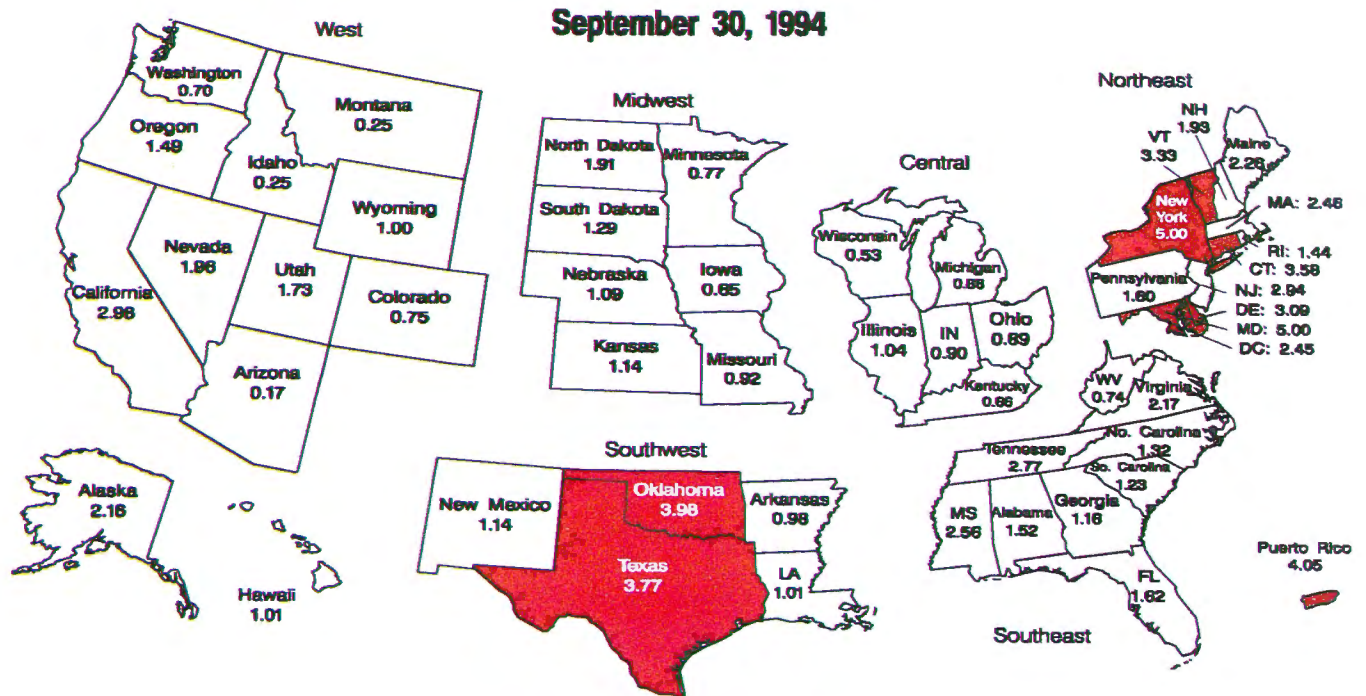 September 30, 1994
West
Washington
0.70
Montana
0.25
Oregon
1.49
Idaho
0.25
Wyoming
1.00
Nevada
1.96
Utah
1.73
Colorado
0.75
California
2.98
Arizona
0.17
Alaska
2.16
Hawaii
1.01
Midwest
North Dakota
1.91
Minnesota
0.77
South Dakota
1.29
Nebraska
1.09
Iowa
0.65
Kansas
1.14
Missouri
0.92
Central
Wisconsin
0.53
Michigan
0.88
Illinois
1.04
IN
0.90
Ohio
0.89
Kentucky
0.66
Northeast
NH
1.93
VT
3.33
Maine
2.26
New
York
5.00
MA: 2.48
RI: 1.44
CT: 3.58
Pennsylvania
1.60
NJ: 2.94
DE: 3.09
MD: 5.00
DC: 2.45
Southwest
New Mexico
1.14
Oklahoma
3.98
Arkansas
0.98
Texas
3.77
LA
1.01
WV
0.74
Virginia
2.17
No. Carolina
1.32
Tennessee
2.77
So. Carolina
1.23
MS
2.56
Alabama
1.52
Georgia
1.16
FL
1.62
Southeast
Puerto Rico
4.05